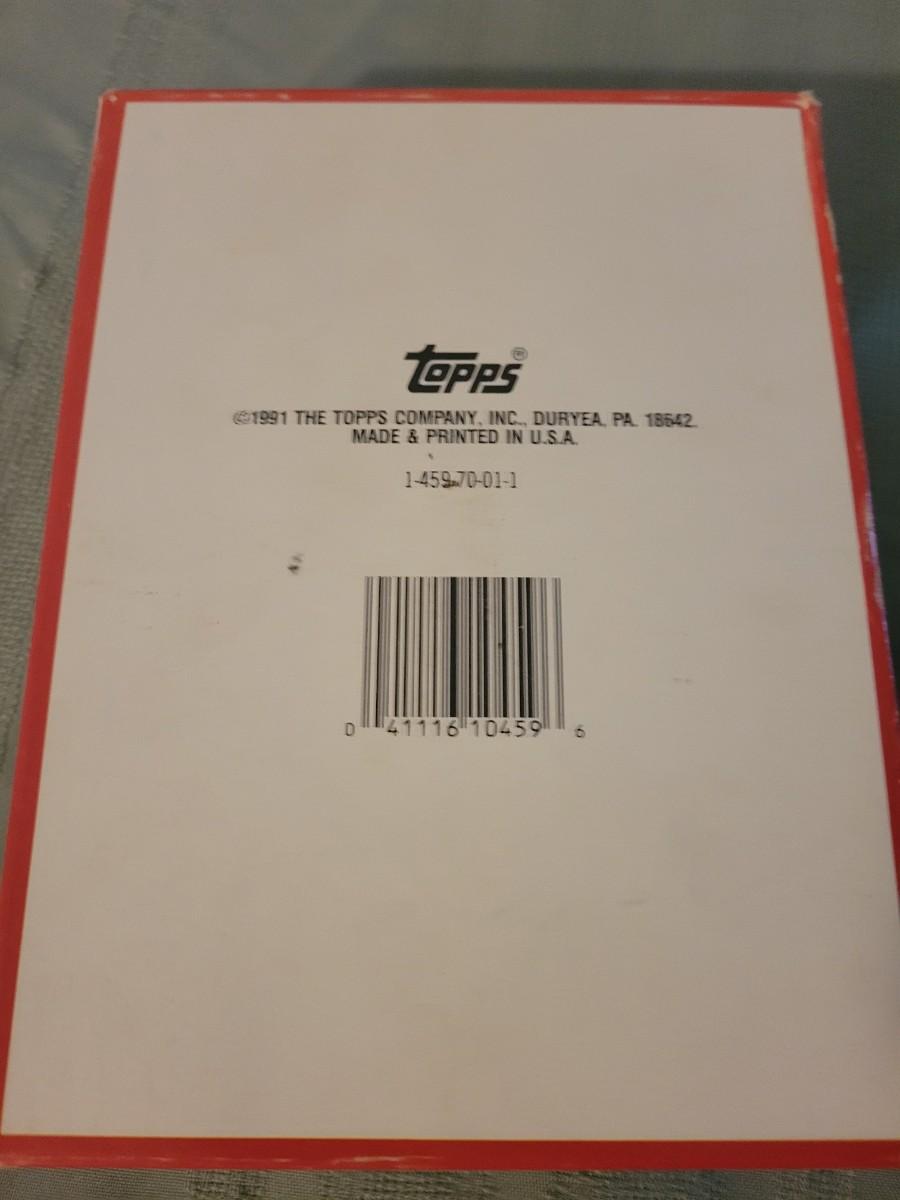 topps®
©1991 THE TOPPS COMPANY, INC., DURYEA, PA. 18642.
MADE & PRINTED IN U.S.A.
1-459-70-01-1
0 41116 10459 6